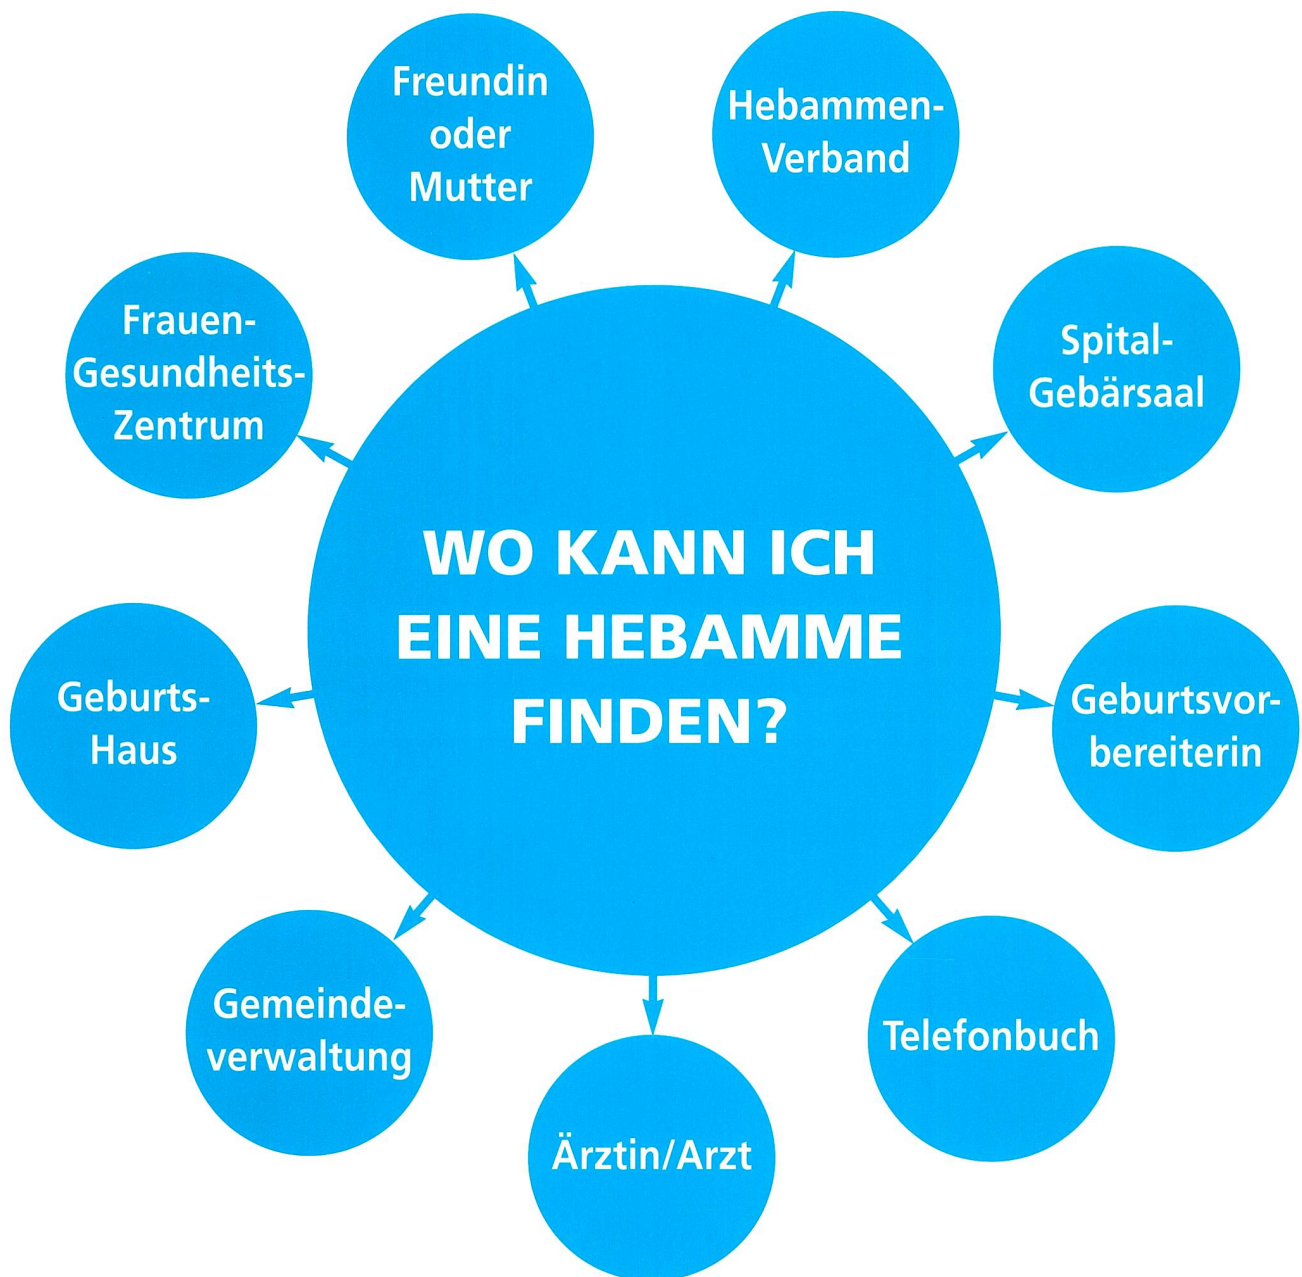 Freundin
oder
Mutter
Hebammen-
Verband
Spital-
Gebärsaal
Geburtsvor-
bereiterin
Telefonbuch
Ärztin/Arzt
Gemeinde-
verwaltung
Geburts-
Haus
Frauen-
Gesundheits-
Zentrum
WO KANN ICH
EINE HEBAMME
FINDEN?